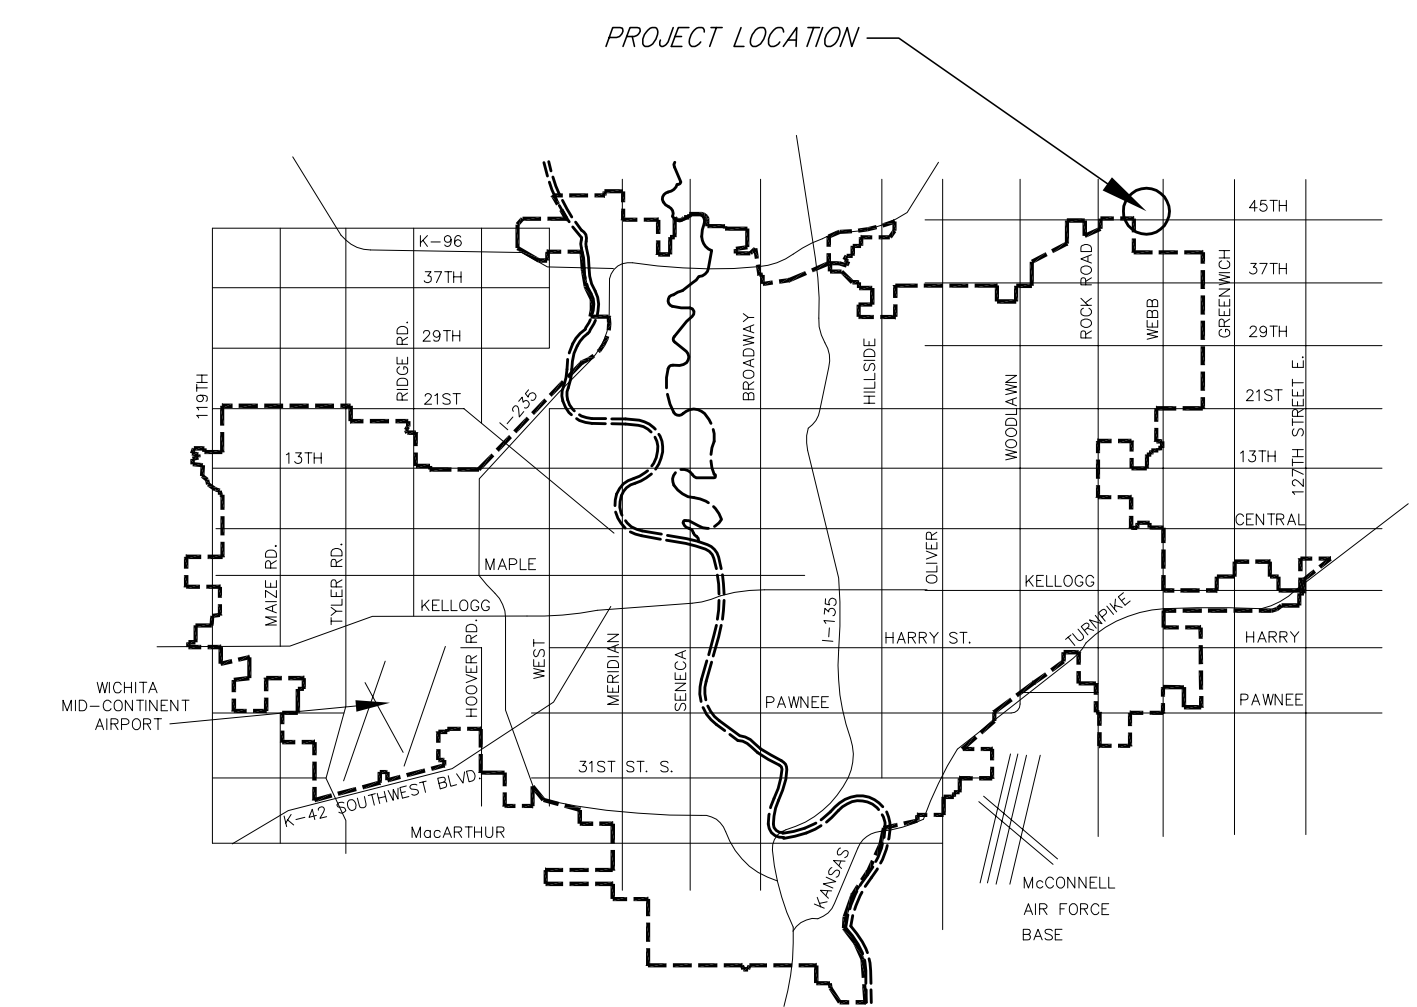 PROJECT LOCATION
45TH
K-96
37TH
37TH
ROCK ROAD
GREENWICH
WEBB
29TH
29TH
RIDGE RD.
BROADWAY
HILLSIDE
119TH
21ST
I-235
WOODLAWN
21ST
127TH STREET E.
13TH
13TH
CENTRAL
MAIZE RD.
TYLER RD.
MAPLE
OLIVER
KELLOGG
KELLOGG
I-135
TURNPIKE
HARRY ST.
HARRY
HOOVER RD.
WEST
MERIDIAN
SENECA
WICHITA
MID-CONTINENT
AIRPORT
PAWNEE
PAWNEE
31ST ST. S.
K-42 SOUTHWEST BLVD.
MacARTHUR
KANSAS
McCONNELL
AIR FORCE
BASE